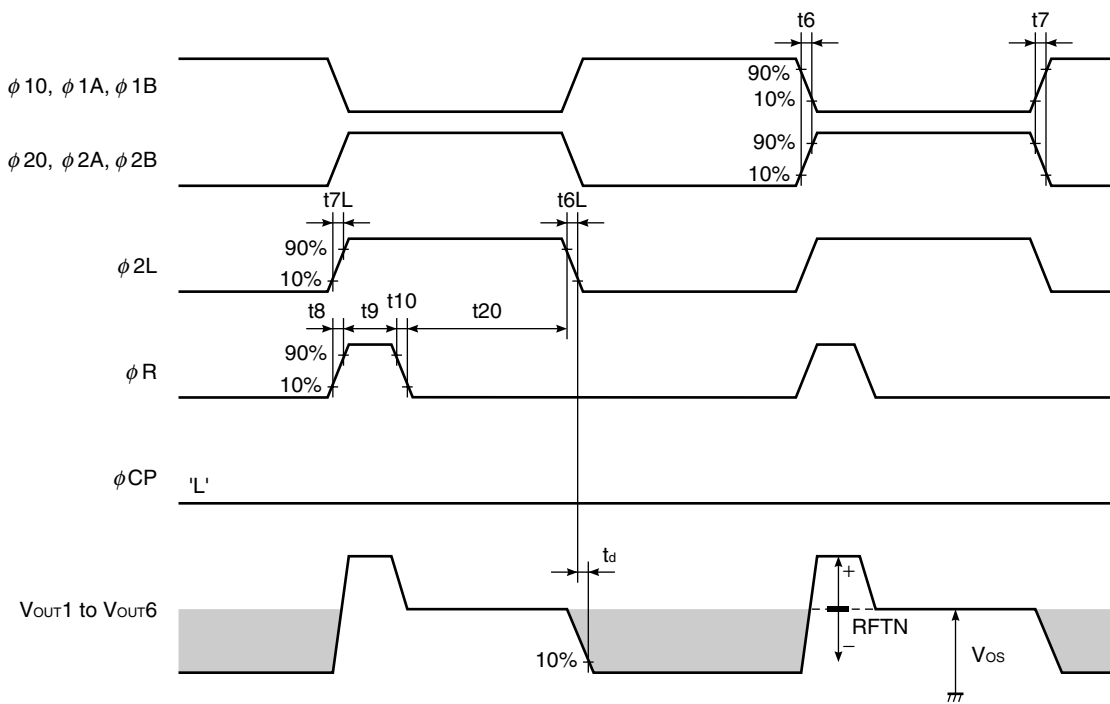 t6
t7
φ10, φ1A, φ1B
90%
10%
φ20, φ2A, φ2B
90%
10%
t7L
t6L
φ2L
90%
10%
t8
t9
t10
t20
φR
90%
10%
φCP
'L'
td
VOUT1 to VOUT6
10%
+
RFTN
−
VOS